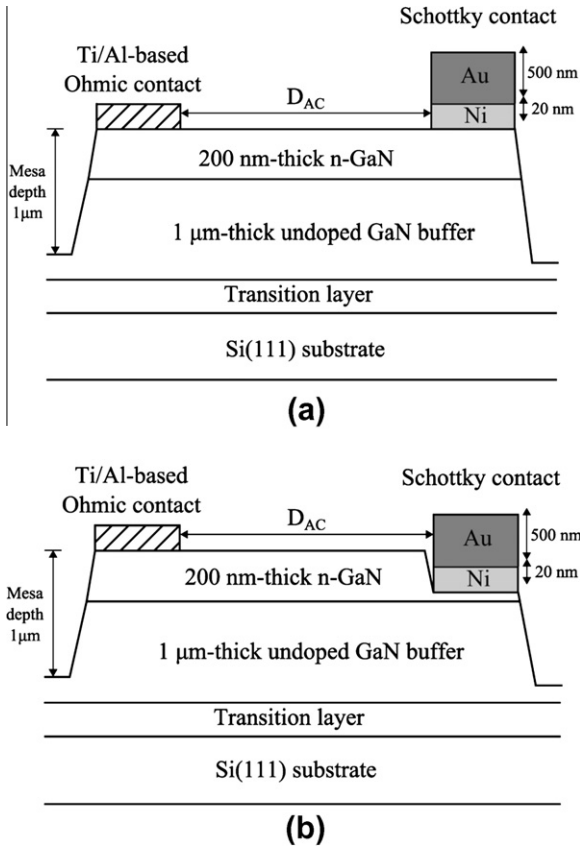 Schottky contact
Ti/Al-based
Ohmic contact
D_AC
Au
500 nm
Ni
20 nm
200 nm-thick n-GaN
Mesa
depth
1μm
1 μm-thick undoped GaN buffer
Transition layer
Si(111) substrate
(a)
Ti/Al-based
Ohmic contact
Schottky contact
D_AC
Au
500 nm
Ni
20 nm
200 nm-thick n-GaN
Mesa
depth
1μm
1 μm-thick undoped GaN buffer
Transition layer
Si(111) substrate
(b)